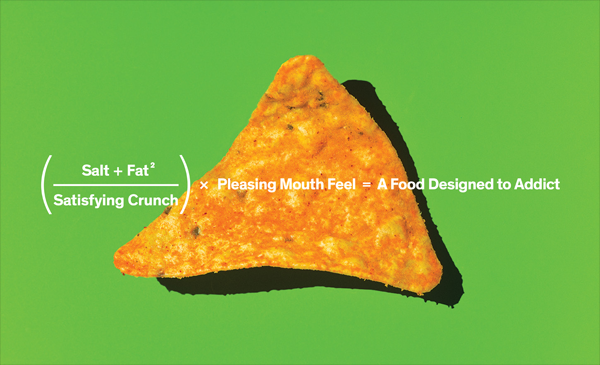 Salt + Fat²
Satisfying Crunch
× Pleasing Mouth Feel = A Food Designed to Addict